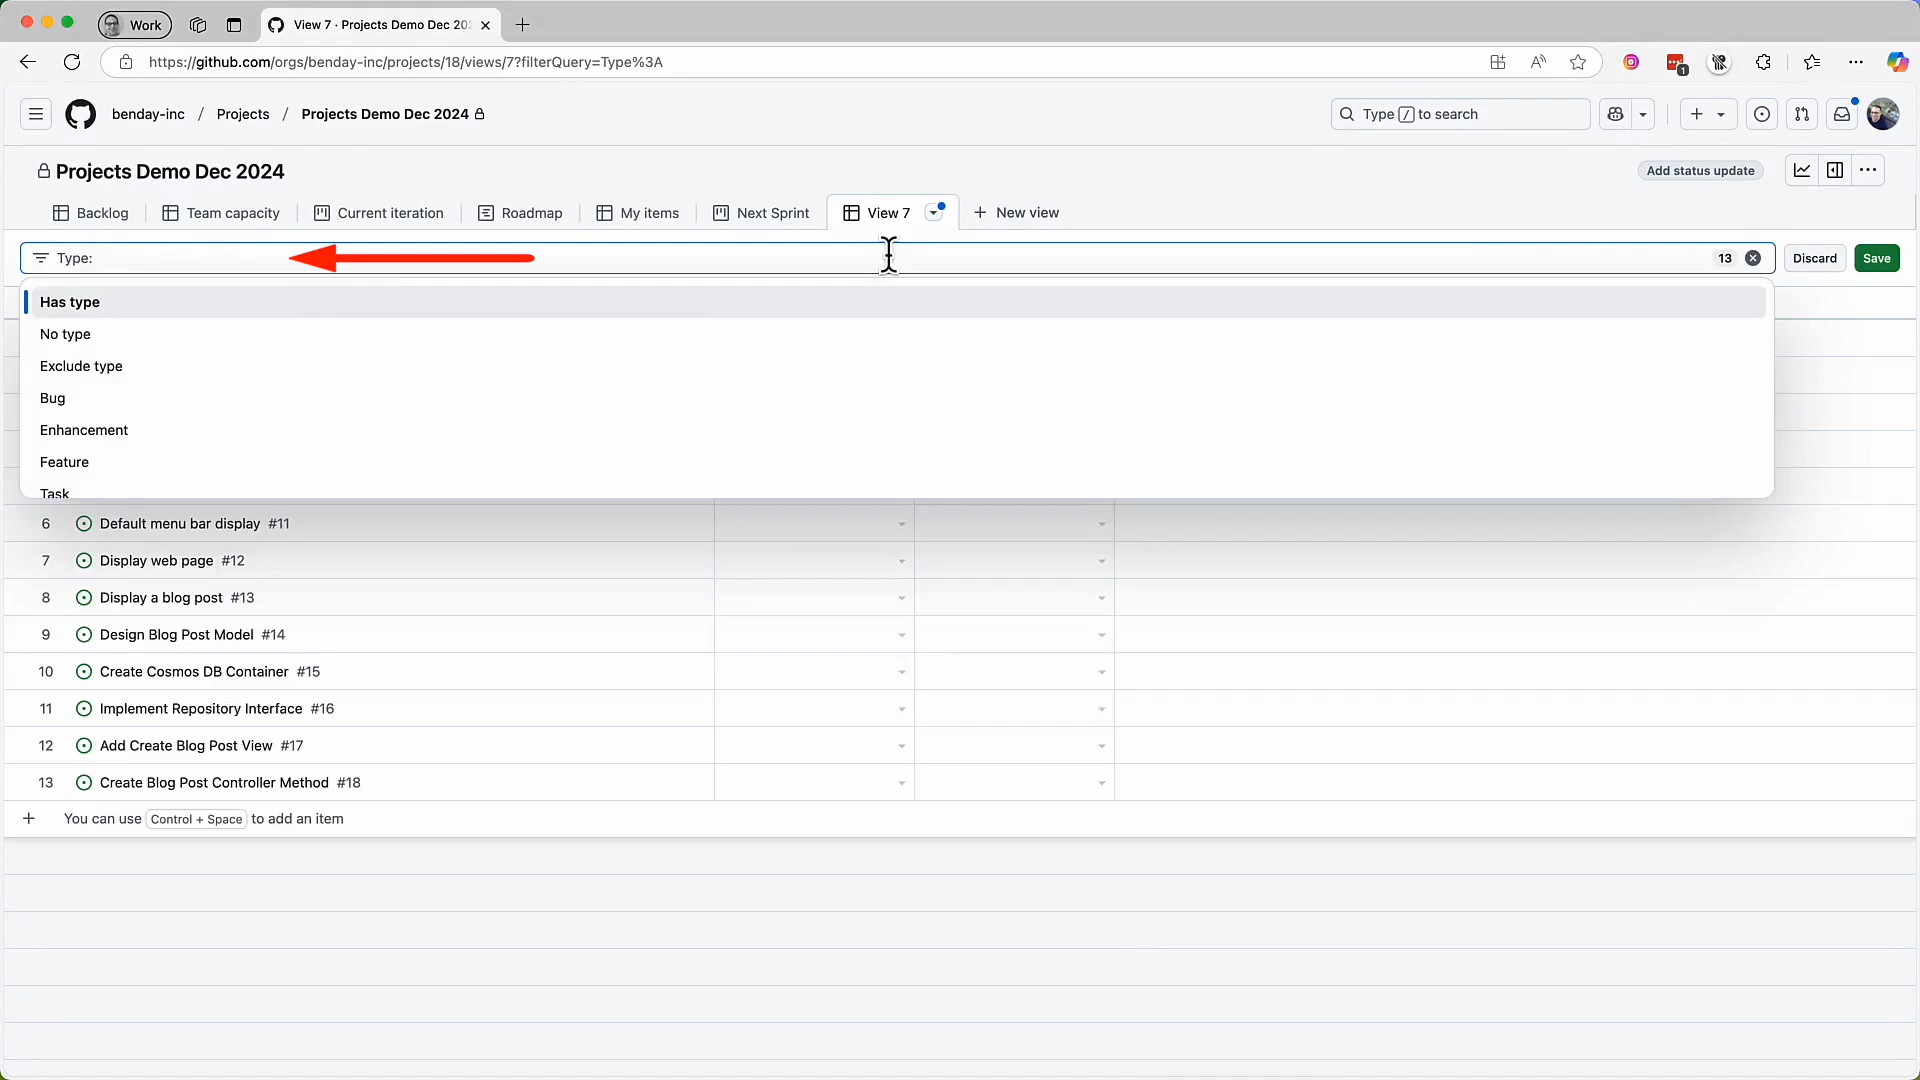 Work
View 7 · Projects Demo Dec 202
https://github.com/orgs/benday-inc/projects/18/views/7?filterQuery=Type%3A
1
benday-inc / Projects / Projects Demo Dec 2024
Type / to search
Projects Demo Dec 2024
Add status update
Backlog
Team capacity
Current iteration
Roadmap
My items
Next Sprint
View 7
New view
Type:
13
Discard
Save
Has type
No type
Exclude type
Bug
Enhancement
Feature
Task
6 Default menu bar display #11
7 Display web page #12
8 Display a blog post #13
9 Design Blog Post Model #14
10 Create Cosmos DB Container #15
11 Implement Repository Interface #16
12 Add Create Blog Post View #17
13 Create Blog Post Controller Method #18
+ You can use Control + Space to add an item